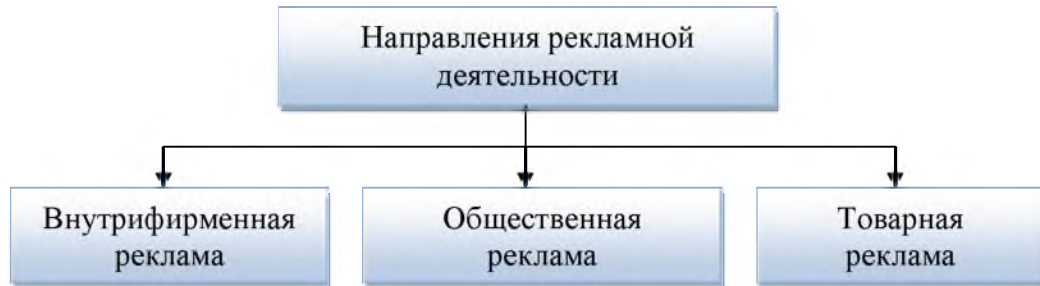 Направления рекламной
деятельности
Внутрифирменная
реклама
Общественная
реклама
Товарная
реклама